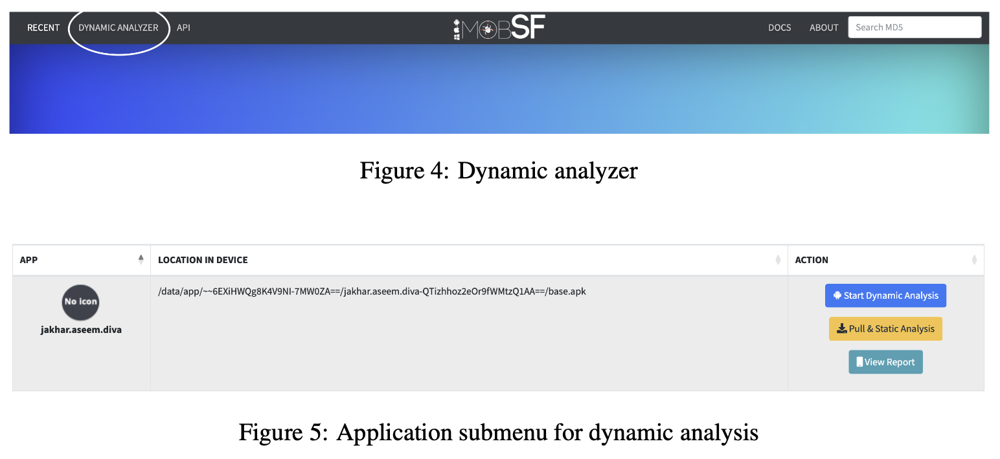 RECENT DYNAMIC ANALYZER API MOBSF DOCS ABOUT Search MD5
Figure 4: Dynamic analyzer
APP LOCATION IN DEVICE ACTION
No icon
jakhar.aseem.diva
/data/app/~~6EXiHWQg8K4V9NI-7MW0ZA==/jakhar.aseem.diva-QTizhhoz2eOr9fWMtzQ1AA==/base.apk
Start Dynamic Analysis
Pull & Static Analysis
View Report
Figure 5: Application submenu for dynamic analysis